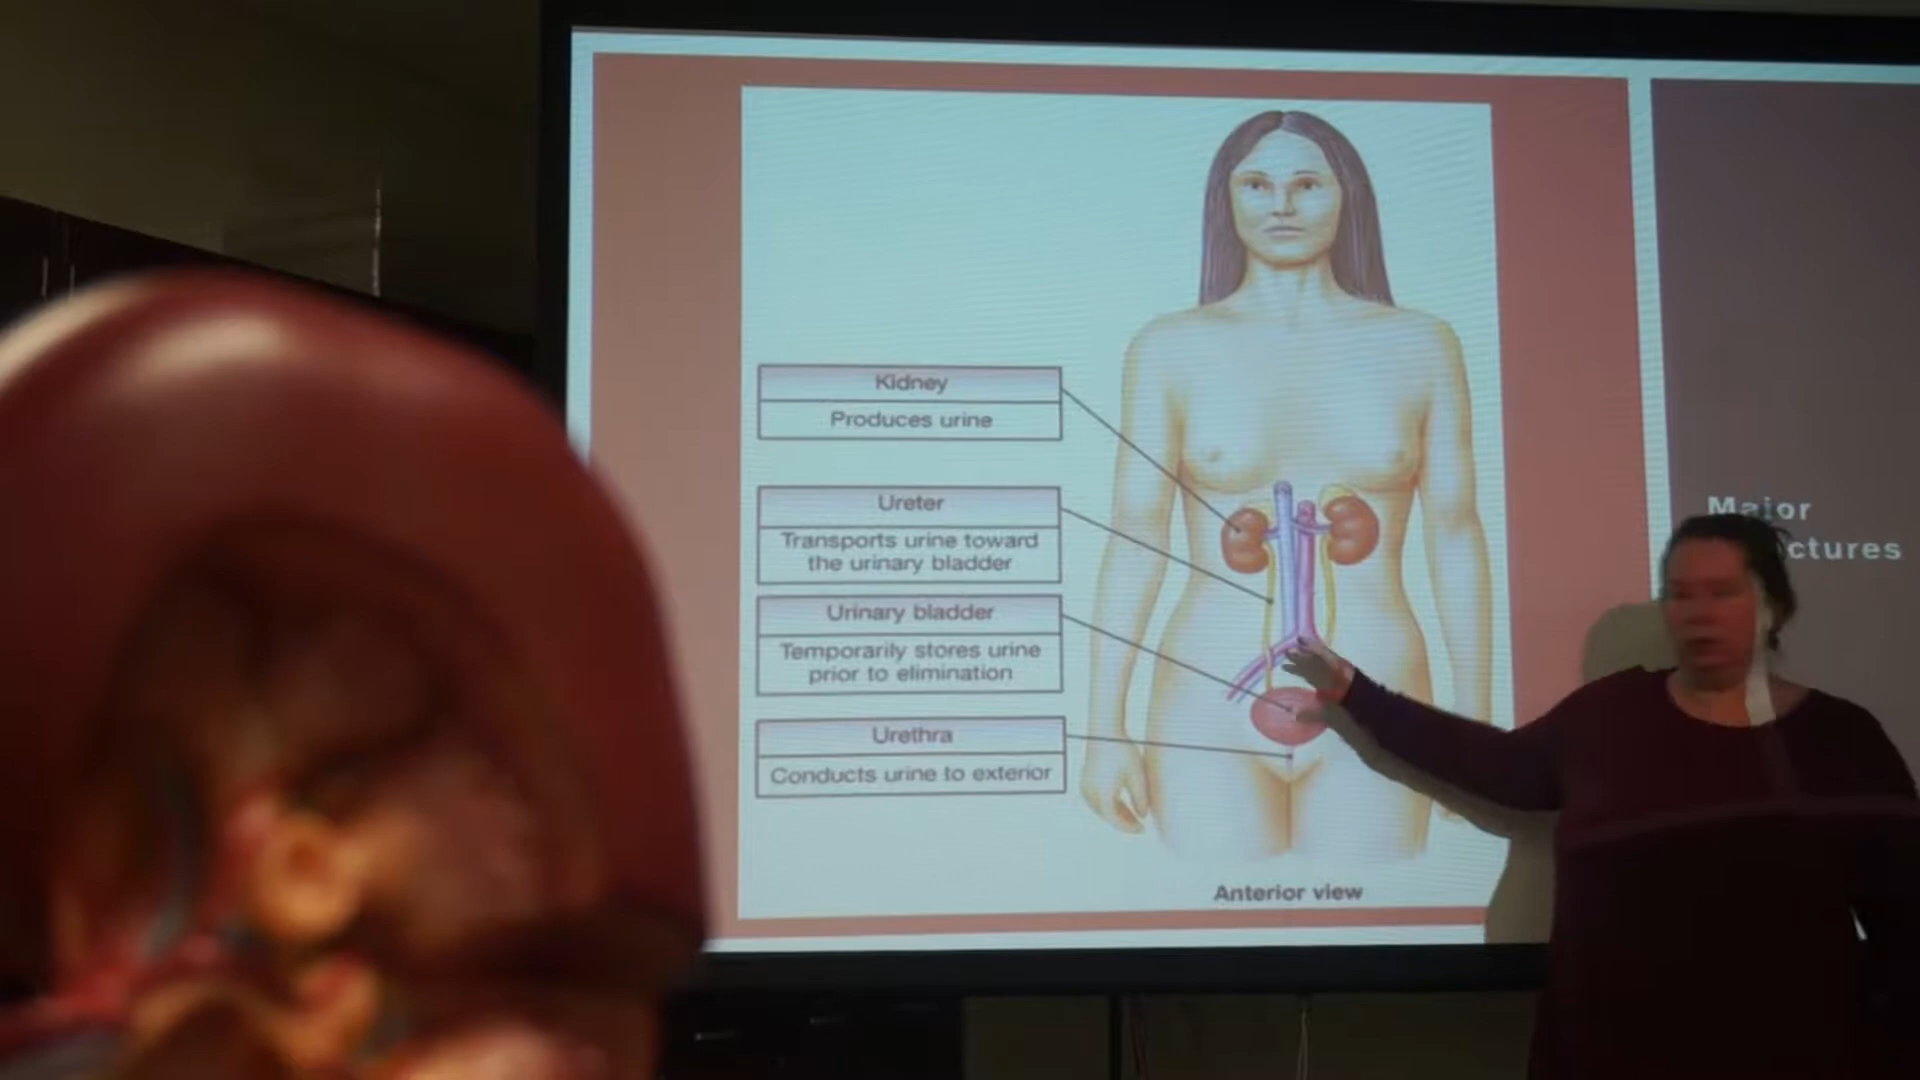 Kidney
Produces urine
Ureter
Transports urine toward
the urinary bladder
Urinary bladder
Temporarily stores urine
prior to elimination
Urethra
Conducts urine to exterior
Anterior view
Major
ctures